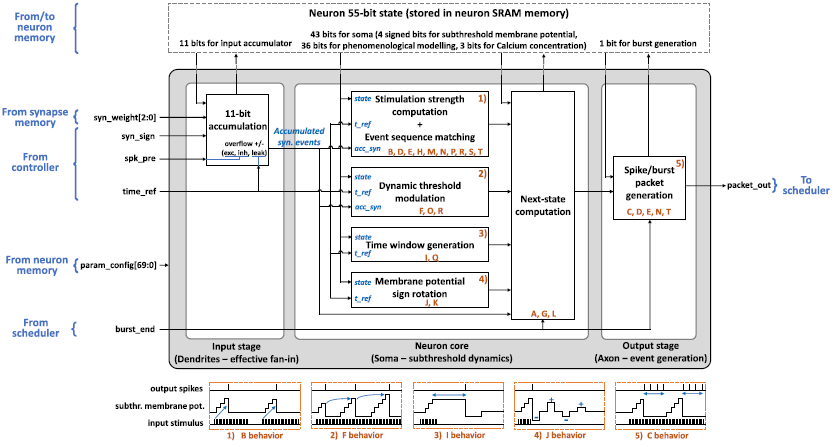 From/to
neuron
memory
Neuron 55-bit state (stored in neuron SRAM memory)
11 bits for input accumulator
43 bits for soma (4 signed bits for subthreshold membrane potential,
36 bits for phenomenological modelling, 3 bits for Calcium concentration)
1 bit for burst generation
From synapse
memory
syn_weight[2:0]
syn_sign
From
controller
spk_pre
time_ref
From neuron
memory
param_config[69:0]
From
scheduler
burst_end
11-bit
accumulation
overflow +/-
(exc, inh, leak)
Accumulated
syn. events
state
t_ref
acc_syn
1)
Stimulation strength
computation
+
Event sequence matching
B, D, E, H, M, N, P, R, S, T
state
t_ref
acc_syn
2)
Dynamic threshold
modulation
F, O, R
state
t_ref
3)
Time window generation
I, Q
state
t_ref
4)
Membrane potential
sign rotation
J, K
Next-state
computation
A, G, L
5)
Spike/burst
packet
generation
C, D, E, N, T
packet_out
To
scheduler
Input stage
(Dendrites – effective fan-in)
Neuron core
(Soma – subthreshold dynamics)
Output stage
(Axon – event generation)
output spikes
subthr. membrane pot.
input stimulus
+
+
-
-
1) B behavior
2) F behavior
3) I behavior
4) J behavior
5) C behavior